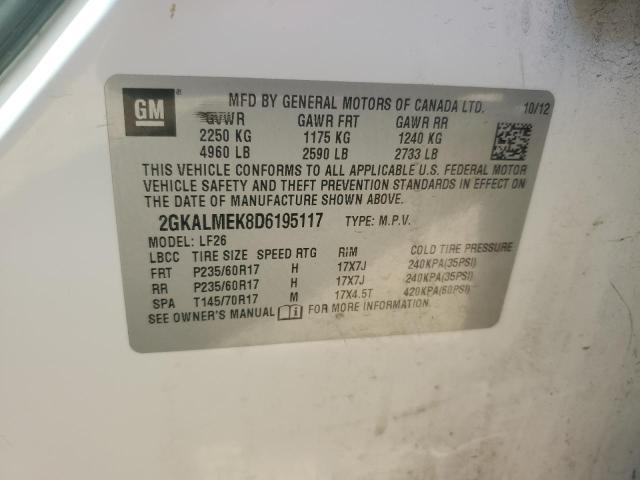 GM ® MFD BY GENERAL MOTORS OF CANADA LTD. 10/12
GVWR GAWR FRT GAWR RR
2250 KG 1175 KG 1240 KG
4960 LB 2590 LB 2733 LB
THIS VEHICLE CONFORMS TO ALL APPLICABLE U.S. FEDERAL MOTOR
VEHICLE SAFETY AND THEFT PREVENTION STANDARDS IN EFFECT ON
THE DATE OF MANUFACTURE SHOWN ABOVE.
2GKALMEK8D6195117 TYPE: M.P.V.
MODEL: LF26
LBCC TIRE SIZE SPEED RTG RIM COLD TIRE PRESSURE
FRT P235/60R17 H 17X7J 240KPA(35PSI)
RR P235/60R17 H 17X7J 240KPA(35PSI)
SPA T145/70R17 M 17X4.5T 420KPA(60PSI)
SEE OWNER'S MANUAL FOR MORE INFORMATION.